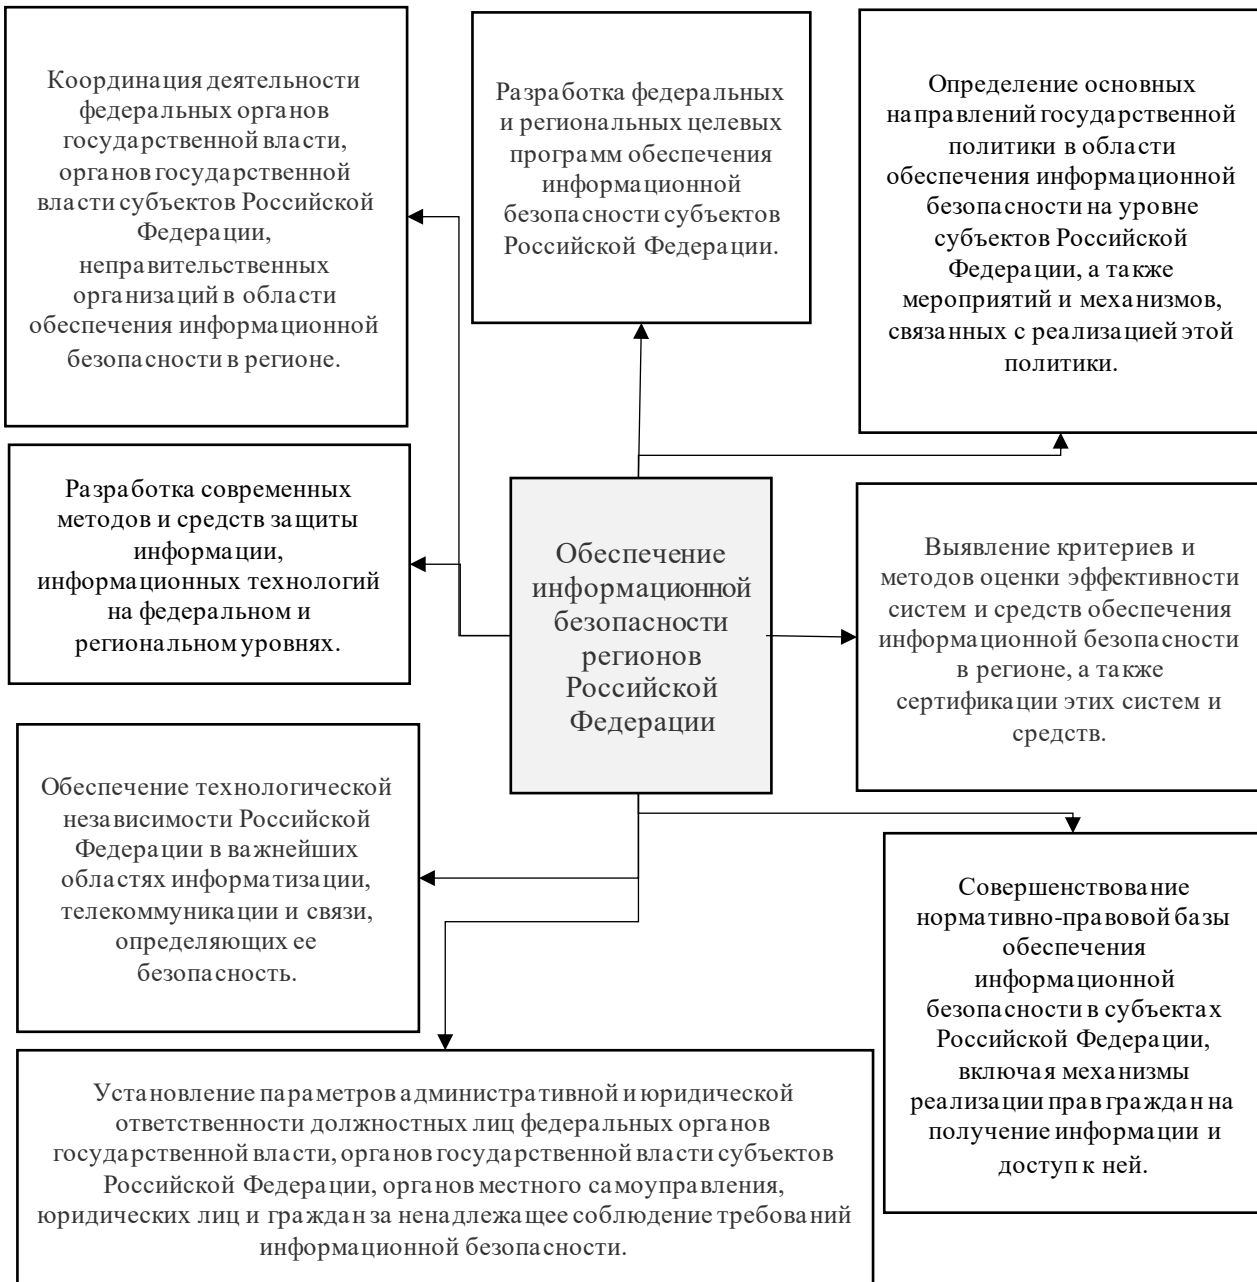 Координация деятельности
федеральных органов
государственной власти,
органов государственной
власти субъектов Российской
Федерации,
неправительственных
организаций в области
обеспечения информационной
безопасности в регионе.
Разработка федеральных
и региональных целевых
программ обеспечения
информационной
безопасности субъектов
Российской Федерации.
Определение основных
направлений государственной
политики в области
обеспечения информационной
безопасности на уровне
субъектов Российской
Федерации, а также
мероприятий и механизмов,
связанных с реализацией этой
политики.
Разработка современных
методов и средств защиты
информации,
информационных технологий
на федеральном и
региональном уровнях.
Обеспечение
информационной
безопасности
регионов
Российской
Федерации
Выявление критериев и
методов оценки эффективности
систем и средств обеспечения
информационной безопасности
в регионе, а также
сертификации этих систем и
средств.
Обеспечение технологической
независимости Российской
Федерации в важнейших
областях информатизации,
телекоммуникации и связи,
определяющих ее
безопасность.
Совершенствование
нормативно-правовой базы
обеспечения
информационной
безопасности в субъектах
Российской Федерации,
включая механизмы
реализации прав граждан на
получение информации и
доступ к ней.
Установление параметров административной и юридической
ответственности должностных лиц федеральных органов
государственной власти, органов государственной власти субъектов
Российской Федерации, органов местного самоуправления,
юридических лиц и граждан за ненадлежащее соблюдение требований
информационной безопасности.